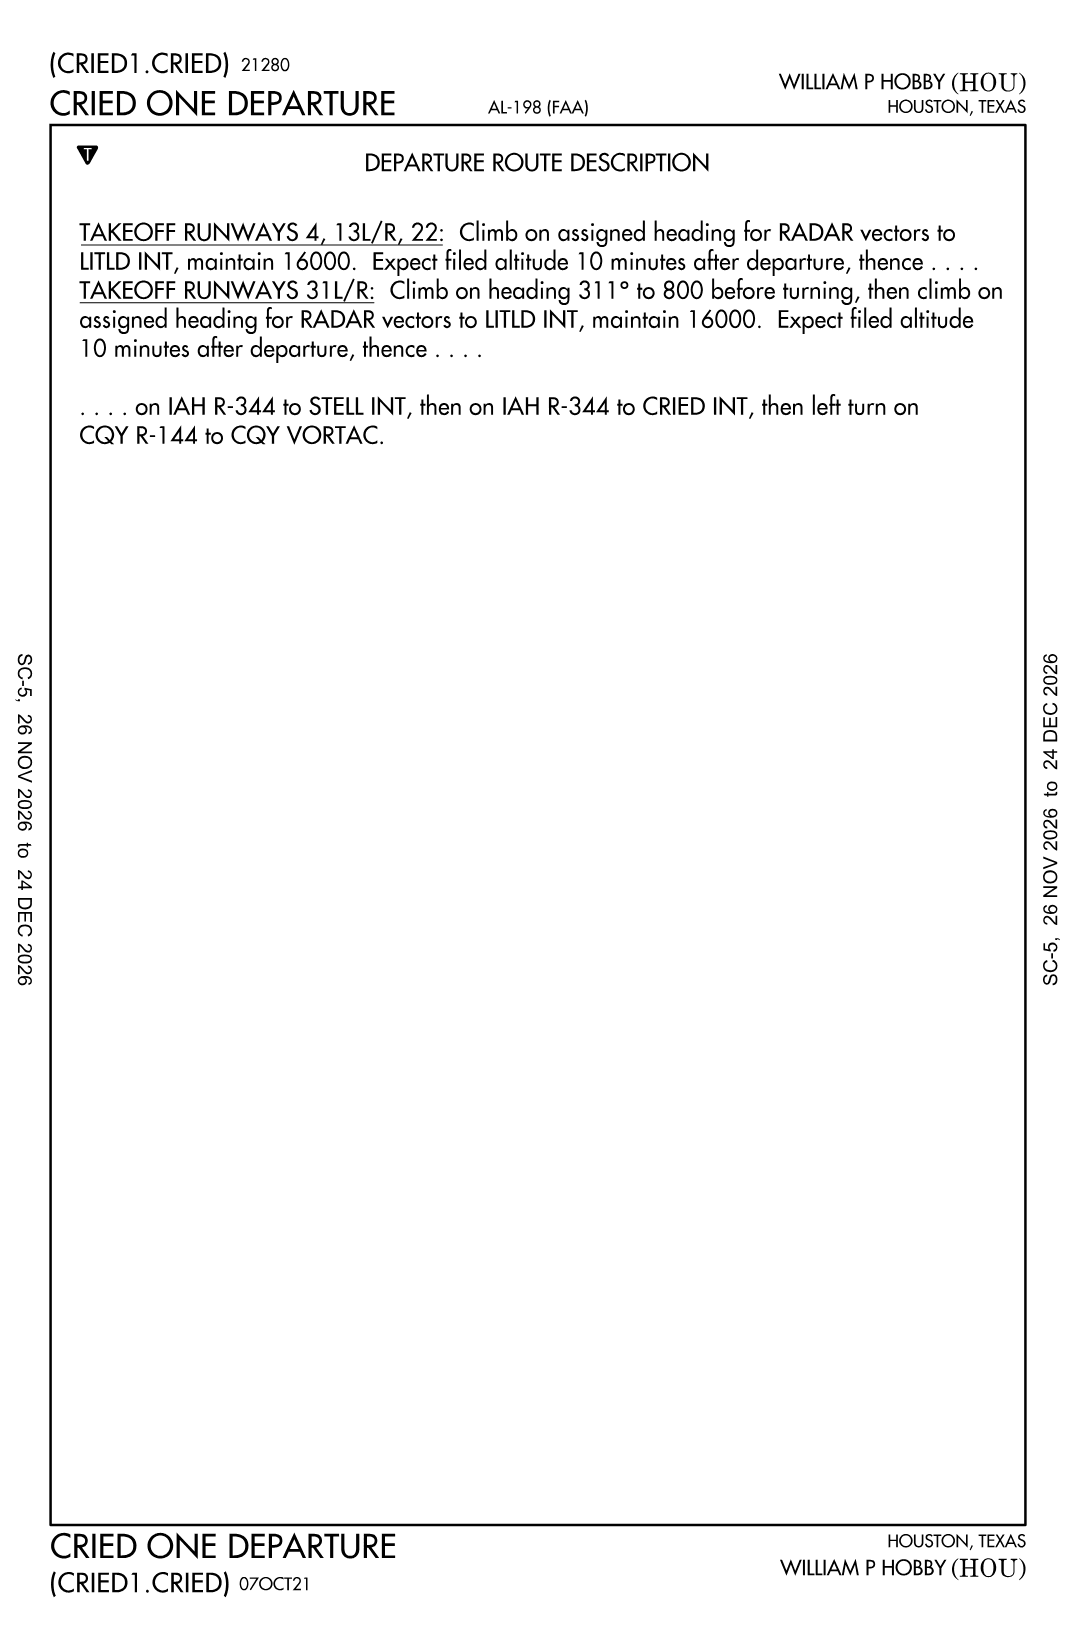 (CRIED1.CRIED) 21280
CRIED ONE DEPARTURE
AL-198 (FAA)
WILLIAM P HOBBY (HOU)
HOUSTON, TEXAS
T
DEPARTURE ROUTE DESCRIPTION
TAKEOFF RUNWAYS 4, 13L/R, 22: Climb on assigned heading for RADAR vectors to
LITLD INT, maintain 16000. Expect filed altitude 10 minutes after departure, thence . . . .
TAKEOFF RUNWAYS 31L/R: Climb on heading 311° to 800 before turning, then climb on
assigned heading for RADAR vectors to LITLD INT, maintain 16000. Expect filed altitude
10 minutes after departure, thence . . . .
. . . . on IAH R-344 to STELL INT, then on IAH R-344 to CRIED INT, then left turn on
CQY R-144 to CQY VORTAC.
SC-5, 26 NOV 2026 to 24 DEC 2026
SC-5, 26 NOV 2026 to 24 DEC 2026
CRIED ONE DEPARTURE
(CRIED1.CRIED) 07OCT21
HOUSTON, TEXAS
WILLIAM P HOBBY (HOU)